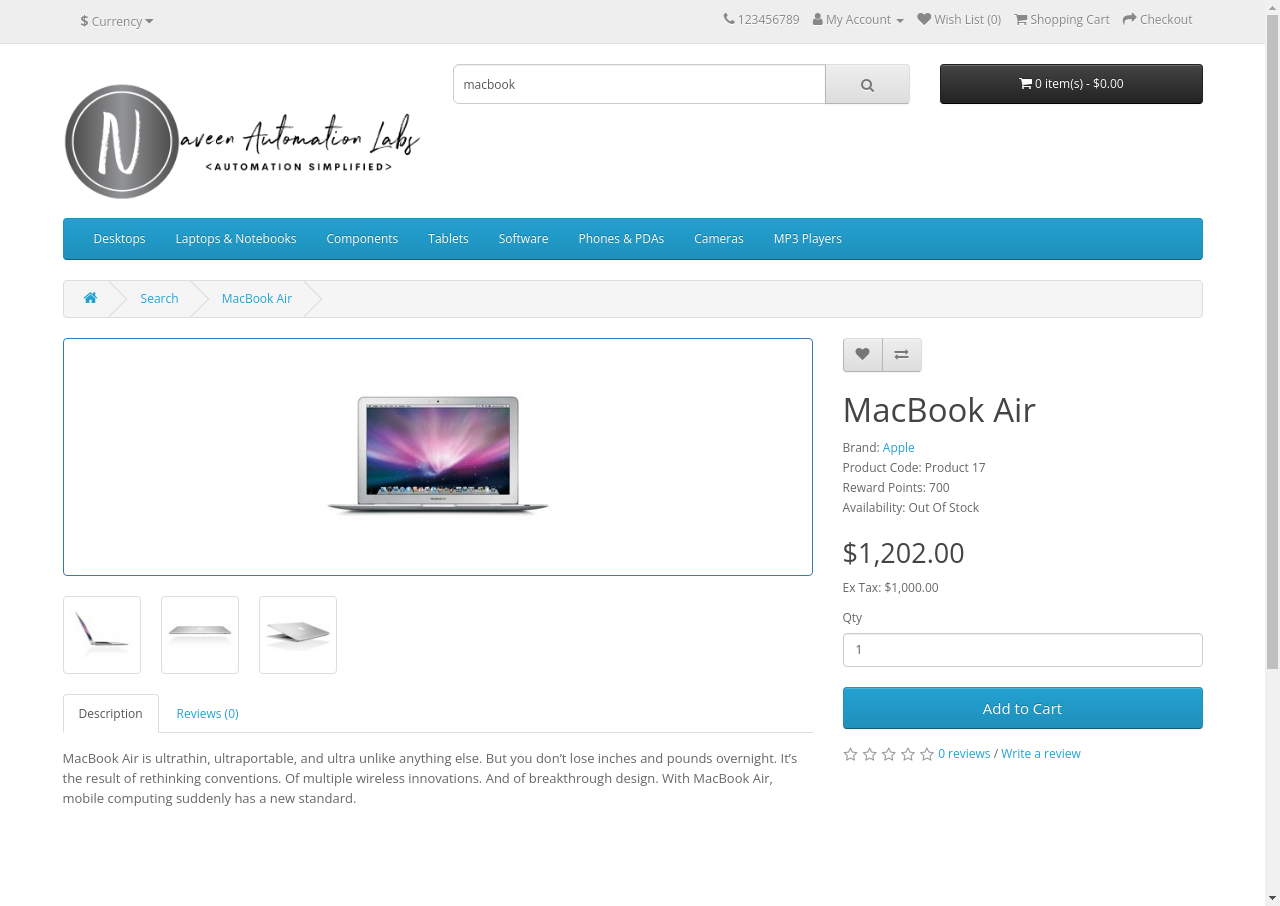 $ Currency
123456789 My Account Wish List (0) Shopping Cart Checkout
macbook
0 item(s) - $0.00
N aveen Automation Labs
<AUTOMATION SIMPLIFIED>
Desktops Laptops & Notebooks Components Tablets Software Phones & PDAs Cameras MP3 Players
Search MacBook Air
MacBook Air
Brand: Apple
Product Code: Product 17
Reward Points: 700
Availability: Out Of Stock
$1,202.00
Ex Tax: $1,000.00
Qty
1
Add to Cart
0 reviews / Write a review
Description Reviews (0)
MacBook Air is ultrathin, ultraportable, and ultra unlike anything else. But you don’t lose inches and pounds overnight. It’s
the result of rethinking conventions. Of multiple wireless innovations. And of breakthrough design. With MacBook Air,
mobile computing suddenly has a new standard.